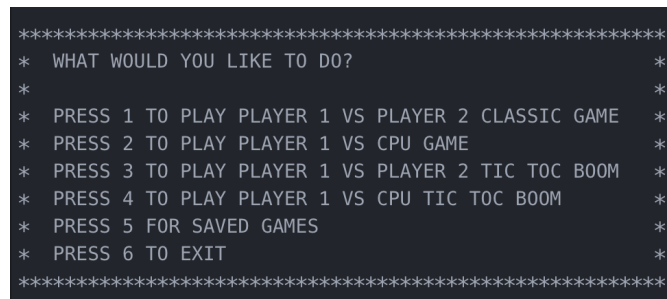 ********************************************************
*  WHAT WOULD YOU LIKE TO DO?                          *
*                                                      *
*  PRESS 1 TO PLAY PLAYER 1 VS PLAYER 2 CLASSIC GAME   *
*  PRESS 2 TO PLAY PLAYER 1 VS CPU GAME                *
*  PRESS 3 TO PLAY PLAYER 1 VS PLAYER 2 TIC TOC BOOM   *
*  PRESS 4 TO PLAY PLAYER 1 VS CPU TIC TOC BOOM        *
*  PRESS 5 FOR SAVED GAMES                             *
*  PRESS 6 TO EXIT                                     *
********************************************************